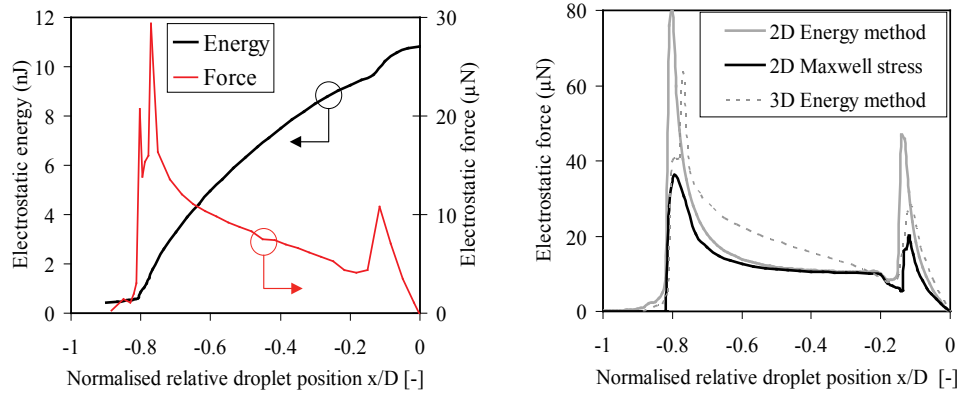 Electrostatic energy (nJ)
12
10
8
6
4
2
0
Energy
Force
30
20
10
0
Electrostatic force (µN)
-1 -0.8 -0.6 -0.4 -0.2 0
Normalised relative droplet position x/D [-]
Electrostatic force (µN)
80
60
40
20
0
2D Energy method
2D Maxwell stress
3D Energy method
-1 -0.8 -0.6 -0.4 -0.2 0
Normalised relative droplet position x/D [-]